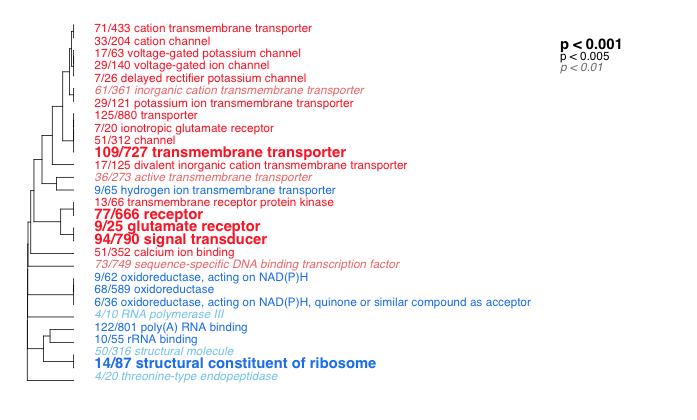 71/433 cation transmembrane transporter
33/204 cation channel
17/63 voltage-gated potassium channel
29/140 voltage-gated ion channel
7/26 delayed rectifier potassium channel
61/361 inorganic cation transmembrane transporter
29/121 potassium ion transmembrane transporter
125/880 transporter
7/20 ionotropic glutamate receptor
51/312 channel
109/727 transmembrane transporter
17/125 divalent inorganic cation transmembrane transporter
36/273 active transmembrane transporter
9/65 hydrogen ion transmembrane transporter
13/66 transmembrane receptor protein kinase
77/666 receptor
9/25 glutamate receptor
94/790 signal transducer
51/352 calcium ion binding
73/749 sequence-specific DNA binding transcription factor
9/62 oxidoreductase, acting on NAD(P)H
68/589 oxidoreductase
6/36 oxidoreductase, acting on NAD(P)H, quinone or similar compound as acceptor
4/10 RNA polymerase III
122/801 poly(A) RNA binding
10/55 rRNA binding
50/316 structural molecule
14/87 structural constituent of ribosome
4/20 threonine-type endopeptidase
p < 0.001
p < 0.005
p < 0.01